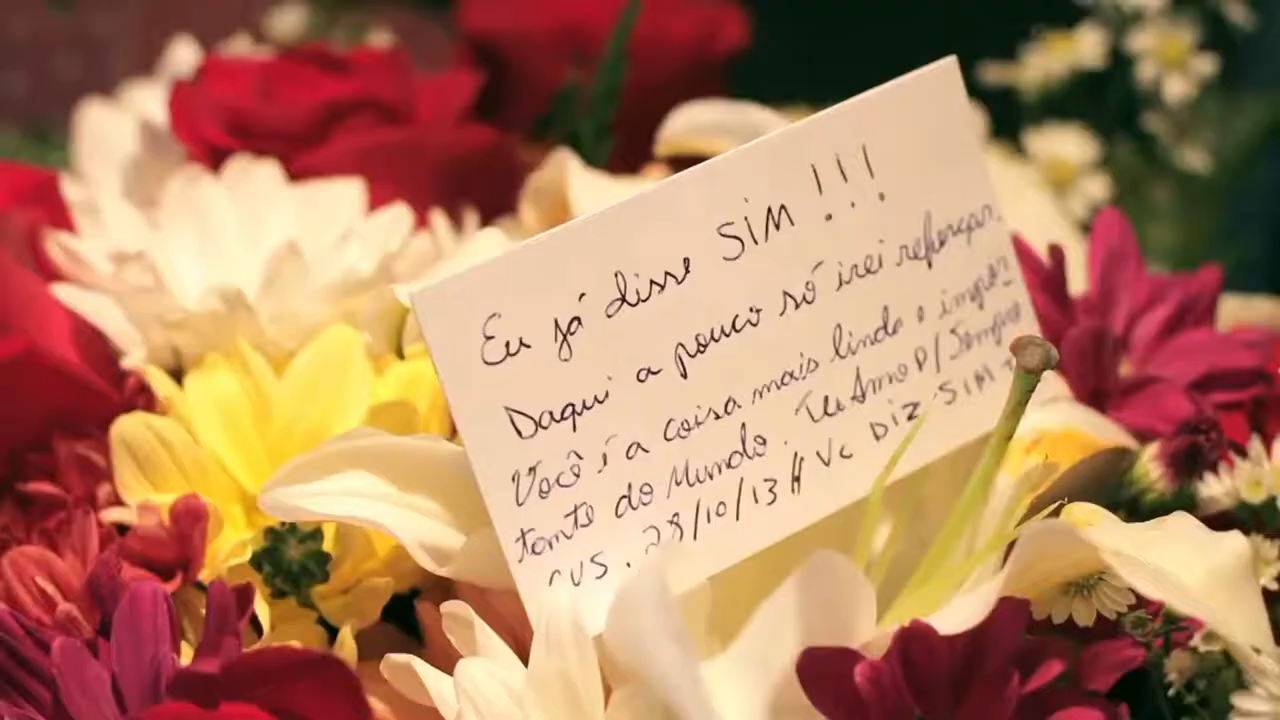 Eu já disse SIM!!!
Daqui a pouco só irei reforçar.
Você é a coisa mais linda e impor-
tante do Mundo. Te Amo P/ Sempre
28/10/13 Vc DIZ SIM